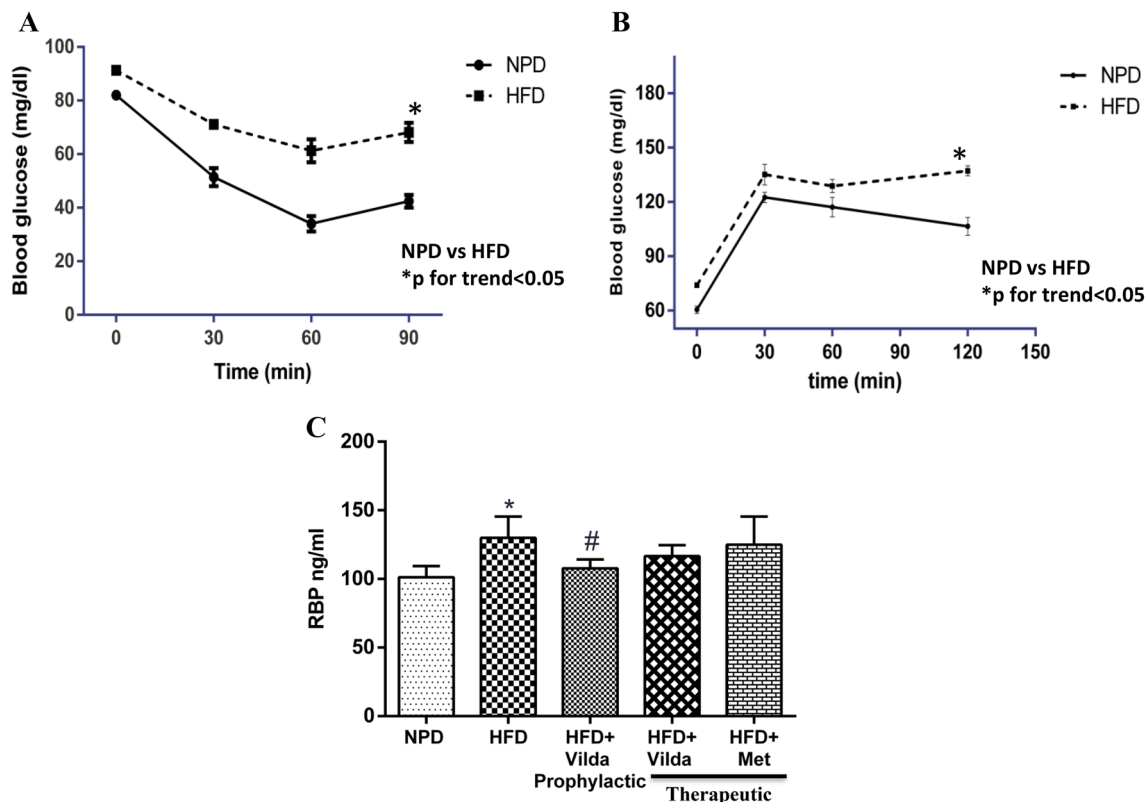 A
Blood glucose (mg/dl)
100
80
60
40
20
0
NPD
HFD
*
NPD vs HFD
*p for trend<0.05
0 30 60 90
Time (min)
B
Blood glucose (mg/dl)
180
150
120
90
60
NPD
HFD
*
NPD vs HFD
*p for trend<0.05
0 30 60 90 120 150
time (min)
C
RBP ng/ml
200
150
100
50
0
*
#
NPD HFD HFD+ HFD+ HFD+
Vilda Vilda Met
Prophylactic
Therapeutic